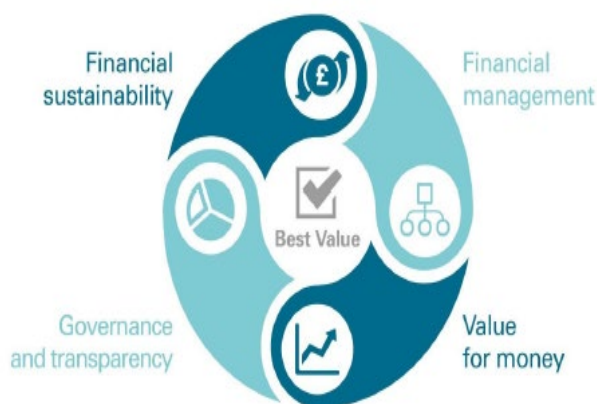 Financial
sustainability
£
Financial
management
Best Value
Governance
and transparency
Value
for money